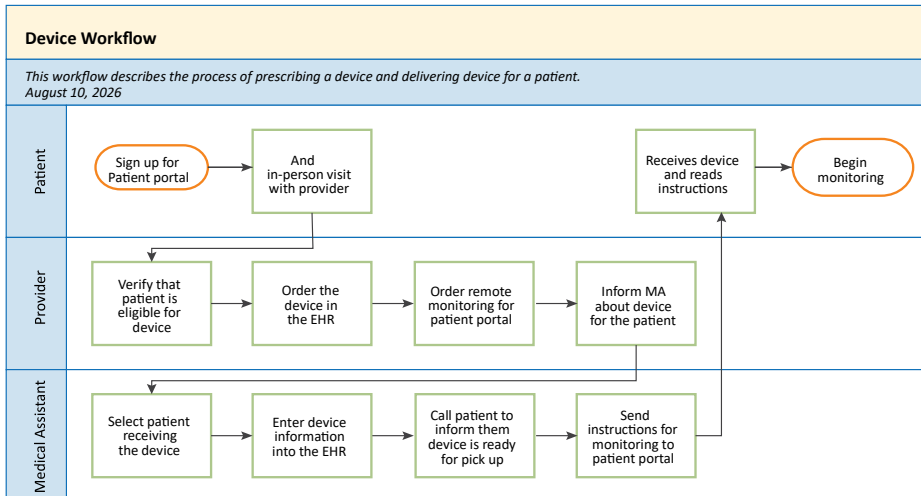 Device Workflow
This workflow describes the process of prescribing a device and delivering device for a patient.
August 10, 2026
Patient
Sign up for
Patient portal
And
in-person visit
with provider
Receives device
and reads
instructions
Begin
monitoring
Provider
Verify that
patient is
eligible for
device
Order the
device in
the EHR
Order remote
monitoring for
patient portal
Inform MA
about device
for the patient
Medical Assistant
Select patient
receiving
the device
Enter device
information
into the EHR
Call patient to
inform them
device is ready
for pick up
Send
instructions for
monitoring to
patient portal